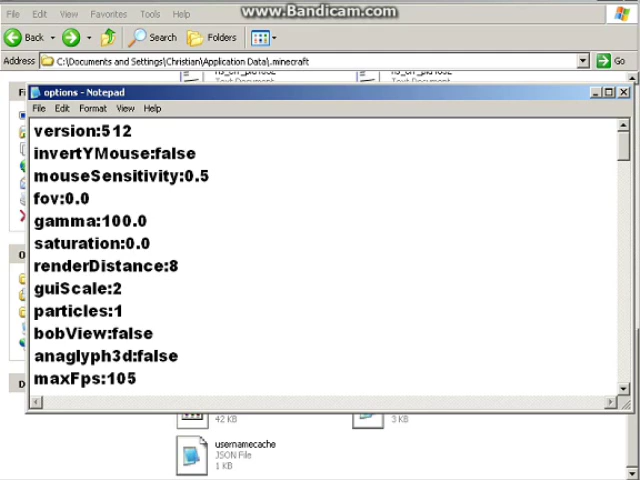 www.Bandicam.com
File Edit View Favorites Tools Help
Back Search Folders
Address C:\Documents and Settings\Christian\Application Data\.minecraft Go
options - Notepad
File Edit Format View Help
version:512
invertYMouse:false
mouseSensitivity:0.5
fov:0.0
gamma:100.0
saturation:0.0
renderDistance:8
guiScale:2
particles:1
bobView:false
anaglyph3d:false
maxFps:105
42 KB
3 KB
usernamecache
JSON File
1 KB